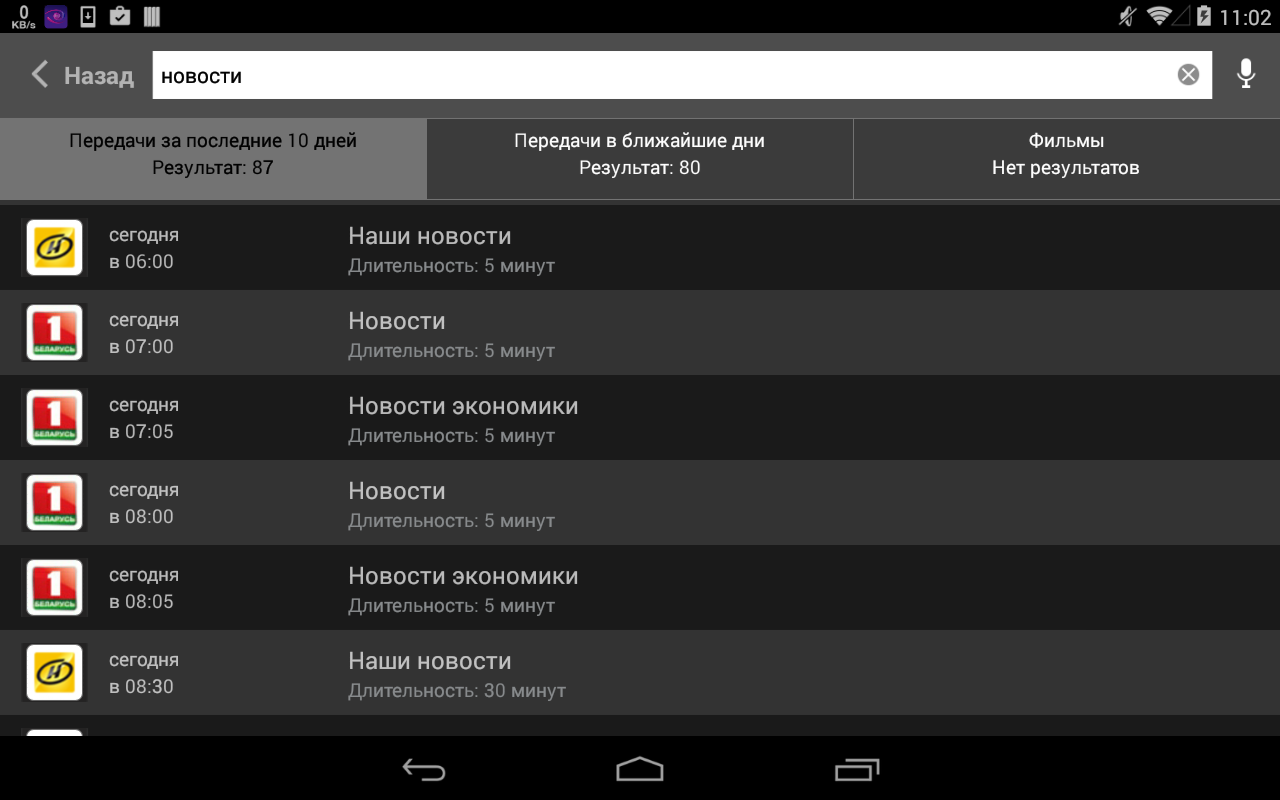 0
KB/s
11:02
Назад
новости
Передачи за последние 10 дней
Результат: 87
Передачи в ближайшие дни
Результат: 80
Фильмы
Нет результатов
сегодня
в 06:00
Наши новости
Длительность: 5 минут
1
БЕЛАРУСЬ
сегодня
в 07:00
Новости
Длительность: 5 минут
1
БЕЛАРУСЬ
сегодня
в 07:05
Новости экономики
Длительность: 5 минут
1
БЕЛАРУСЬ
сегодня
в 08:00
Новости
Длительность: 5 минут
1
БЕЛАРУСЬ
сегодня
в 08:05
Новости экономики
Длительность: 5 минут
сегодня
в 08:30
Наши новости
Длительность: 30 минут